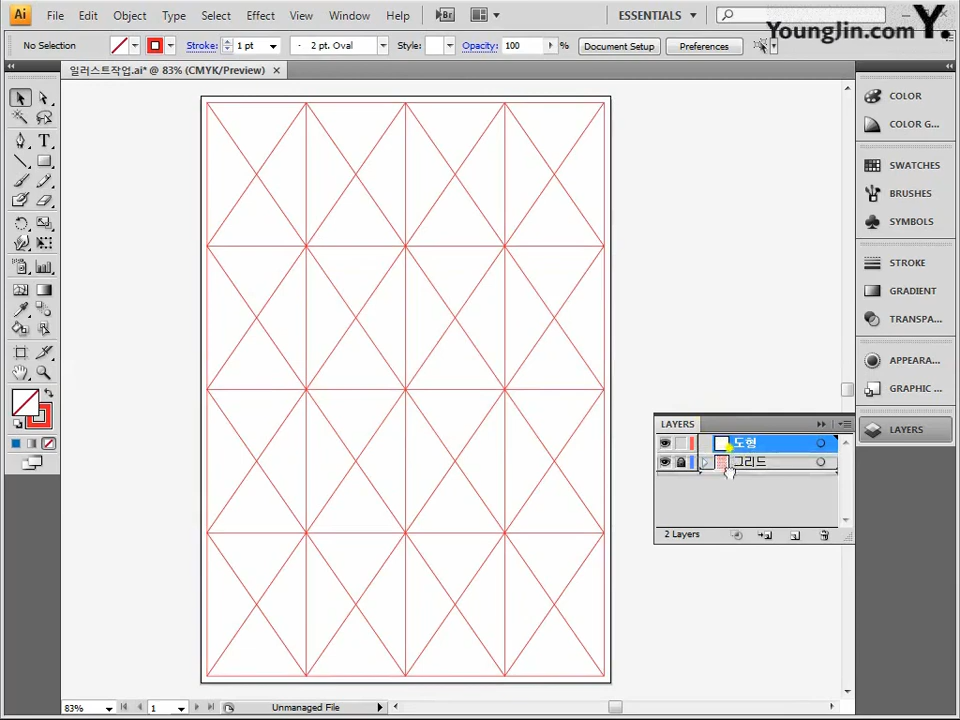 Ai File Edit Object Type Select Effect View Window Help Br ESSENTIALS
YoungJin.com Y.
No Selection Stroke: 1 pt 2 pt. Oval Style: Opacity: 100 % Document Setup Preferences
일러스트작업.ai* @ 83% (CMYK/Preview)
COLOR
COLOR G...
SWATCHES
BRUSHES
SYMBOLS
STROKE
GRADIENT
TRANSPA...
APPEARA...
GRAPHIC ...
LAYERS
LAYERS
도형
그리드
2 Layers
83% 1 Unmanaged File